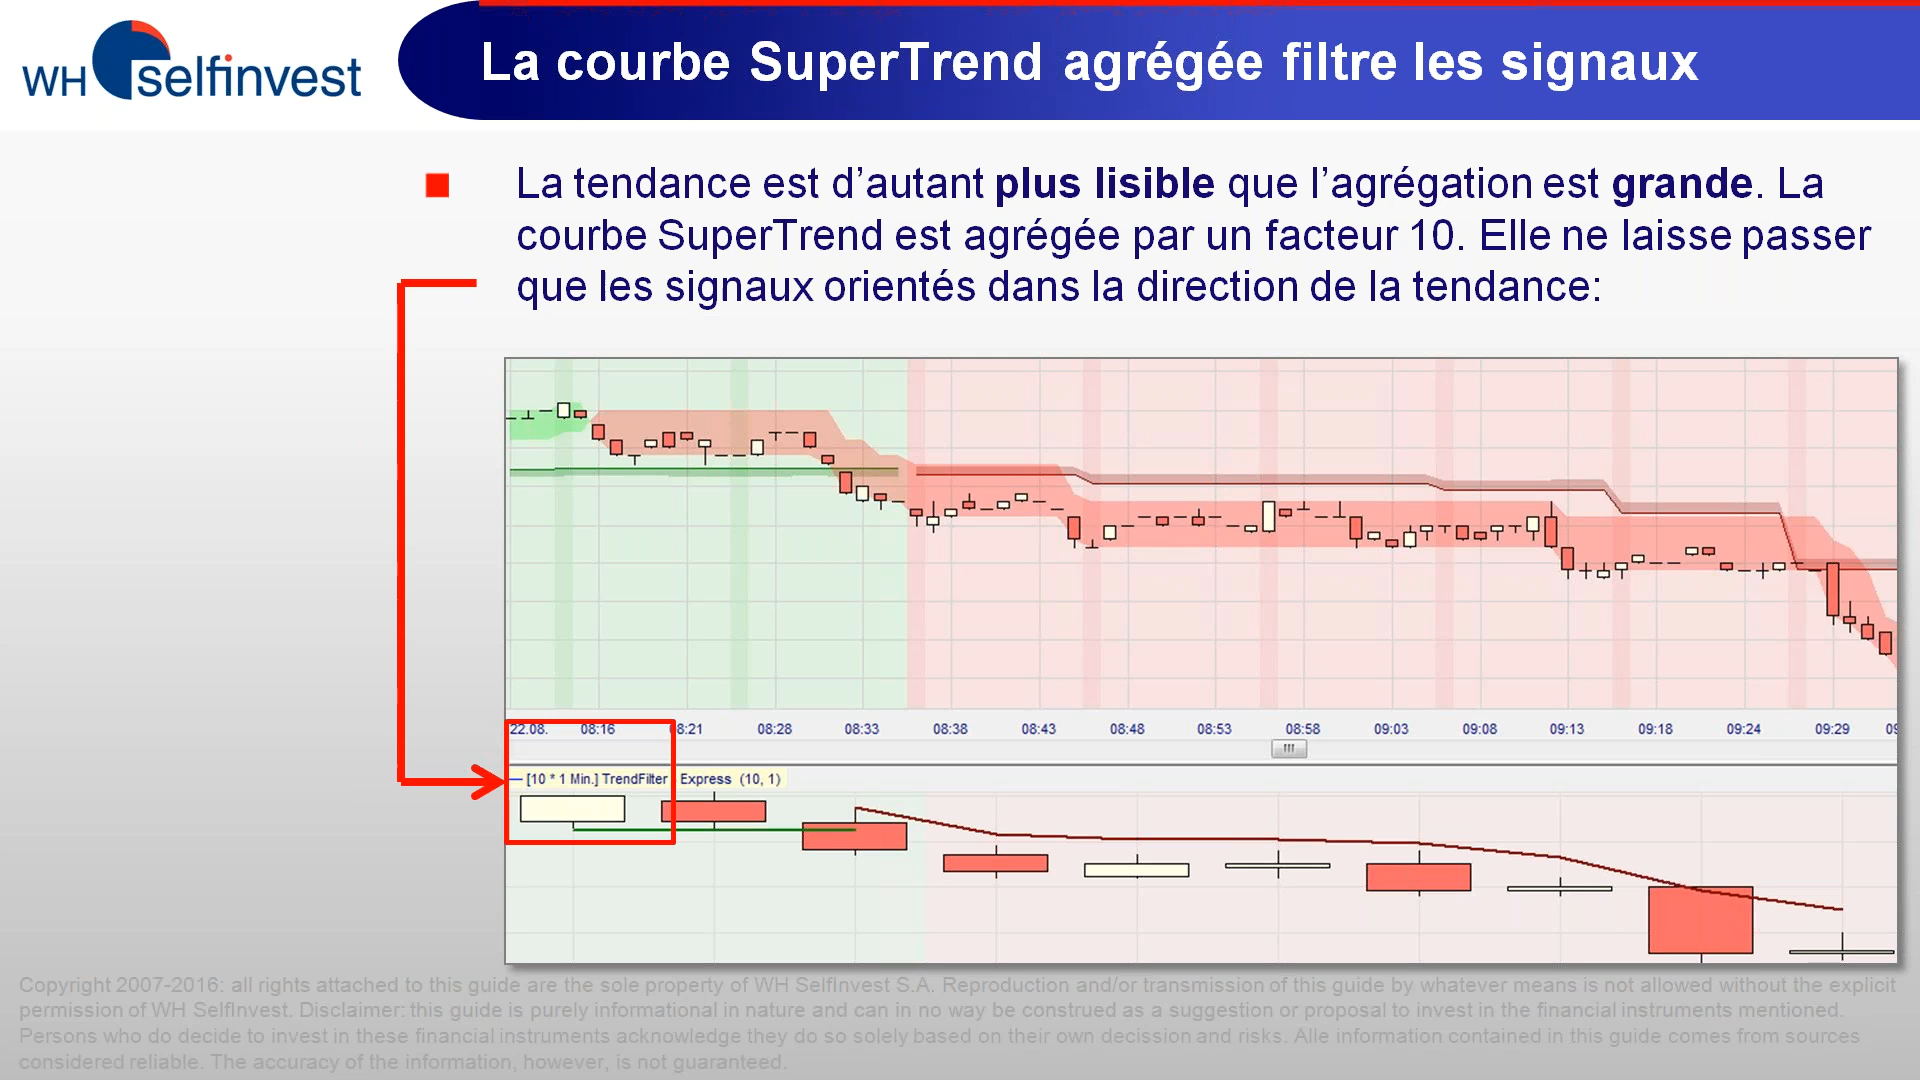 WH selfinvest
La courbe SuperTrend agrégée filtre les signaux
La tendance est d’autant plus lisible que l’agrégation est grande. La
courbe SuperTrend est agrégée par un facteur 10. Elle ne laisse passer
que les signaux orientés dans la direction de la tendance:
22.08. 08:16 08:21 08:28 08:33 08:38 08:43 08:48 08:53 08:58 09:03 09:08 09:13 09:18 09:24 09:29
[10 * 1 Min.] TrendFilter Express (10, 1)
Copyright 2007-2016: all rights attached to this guide are the sole property of WH SelfInvest S.A. Reproduction and/or transmission of this guide by whatever means is not allowed without the explicit
permission of WH SelfInvest. Disclaimer: this guide is purely informational in nature and can in no way be construed as a suggestion or proposal to invest in the financial instruments mentioned.
Persons who do decide to invest in these financial instruments acknowledge they do so solely based on their own decission and risks. Alle information contained in this guide comes from sources
considered reliable. The accuracy of the information, however, is not guaranteed.